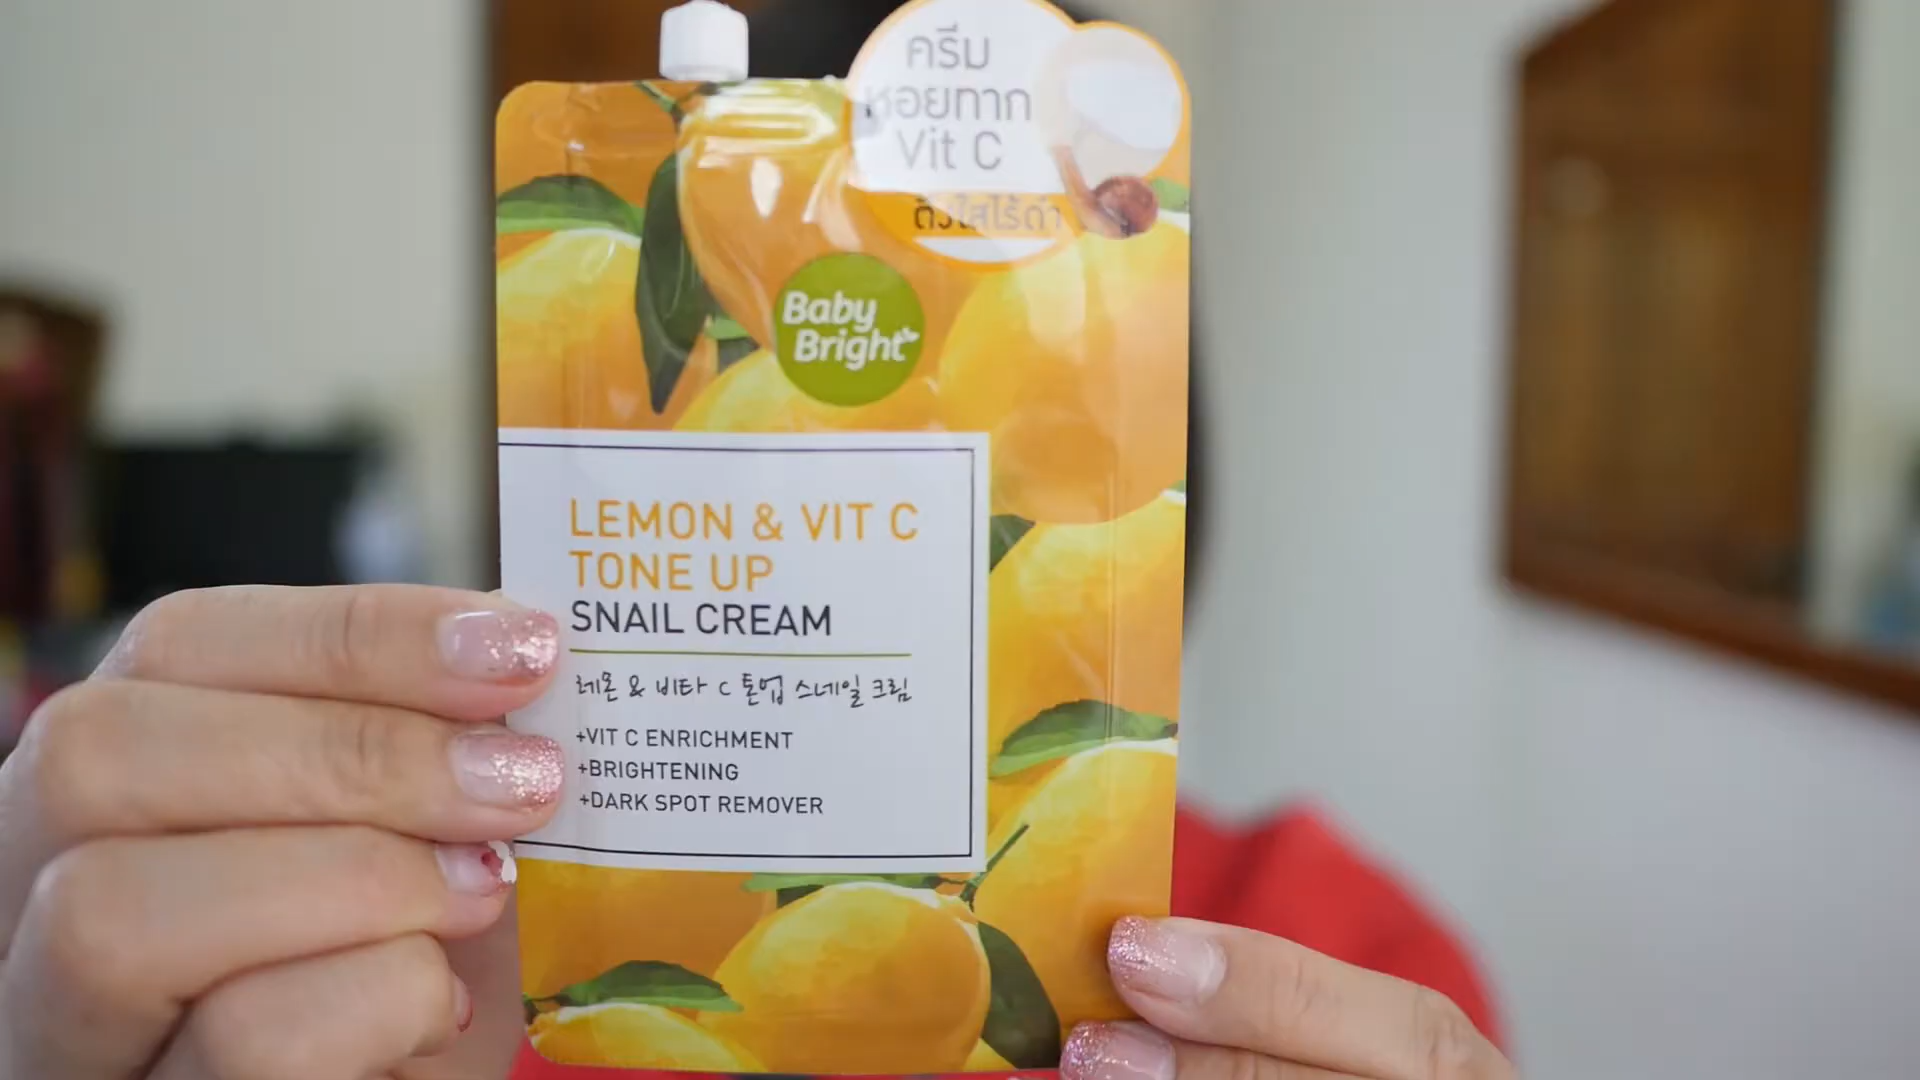 ครีม
หอยทาก
Vit C
ตึงใสไร้ดำ
Baby
Bright
LEMON & VIT C
TONE UP
SNAIL CREAM
레몬 & 비타 C 톤업 스네일 크림
+VIT C ENRICHMENT
+BRIGHTENING
+DARK SPOT REMOVER